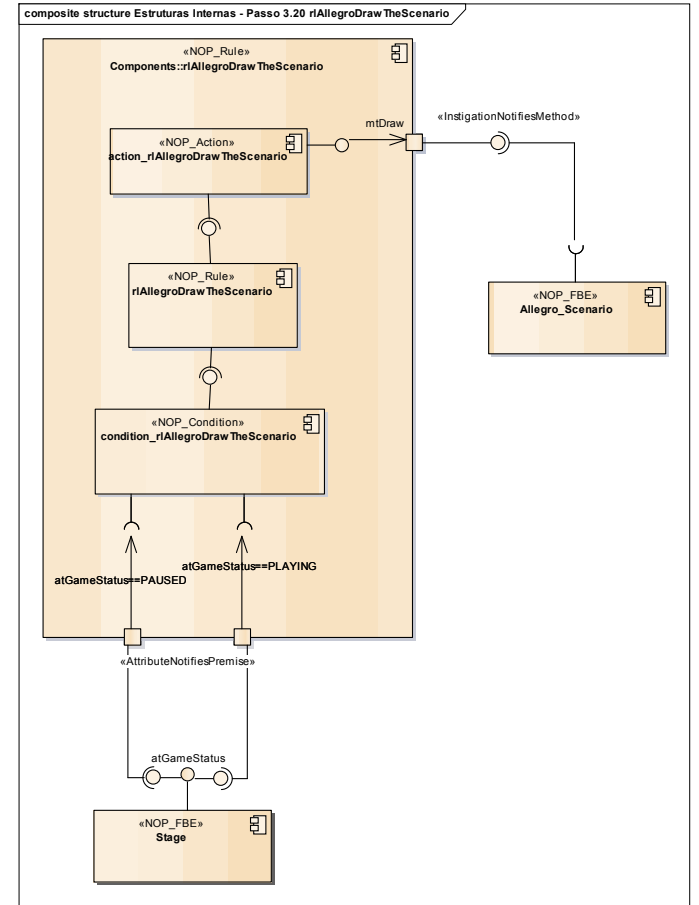 composite structure Estruturas Internas - Passo 3.20 rlAllegroDrawTheScenario
«NOP_Rule»
Components::rlAllegroDrawTheScenario
mtDraw
«InstigationNotifiesMethod»
«NOP_Action»
action_rlAllegroDrawTheScenario
«NOP_Rule»
rlAllegroDrawTheScenario
«NOP_FBE»
Allegro_Scenario
«NOP_Condition»
condition_rlAllegroDrawTheScenario
atGameStatus==PLAYING
atGameStatus==PAUSED
«AttributeNotifiesPremise»
atGameStatus
«NOP_FBE»
Stage